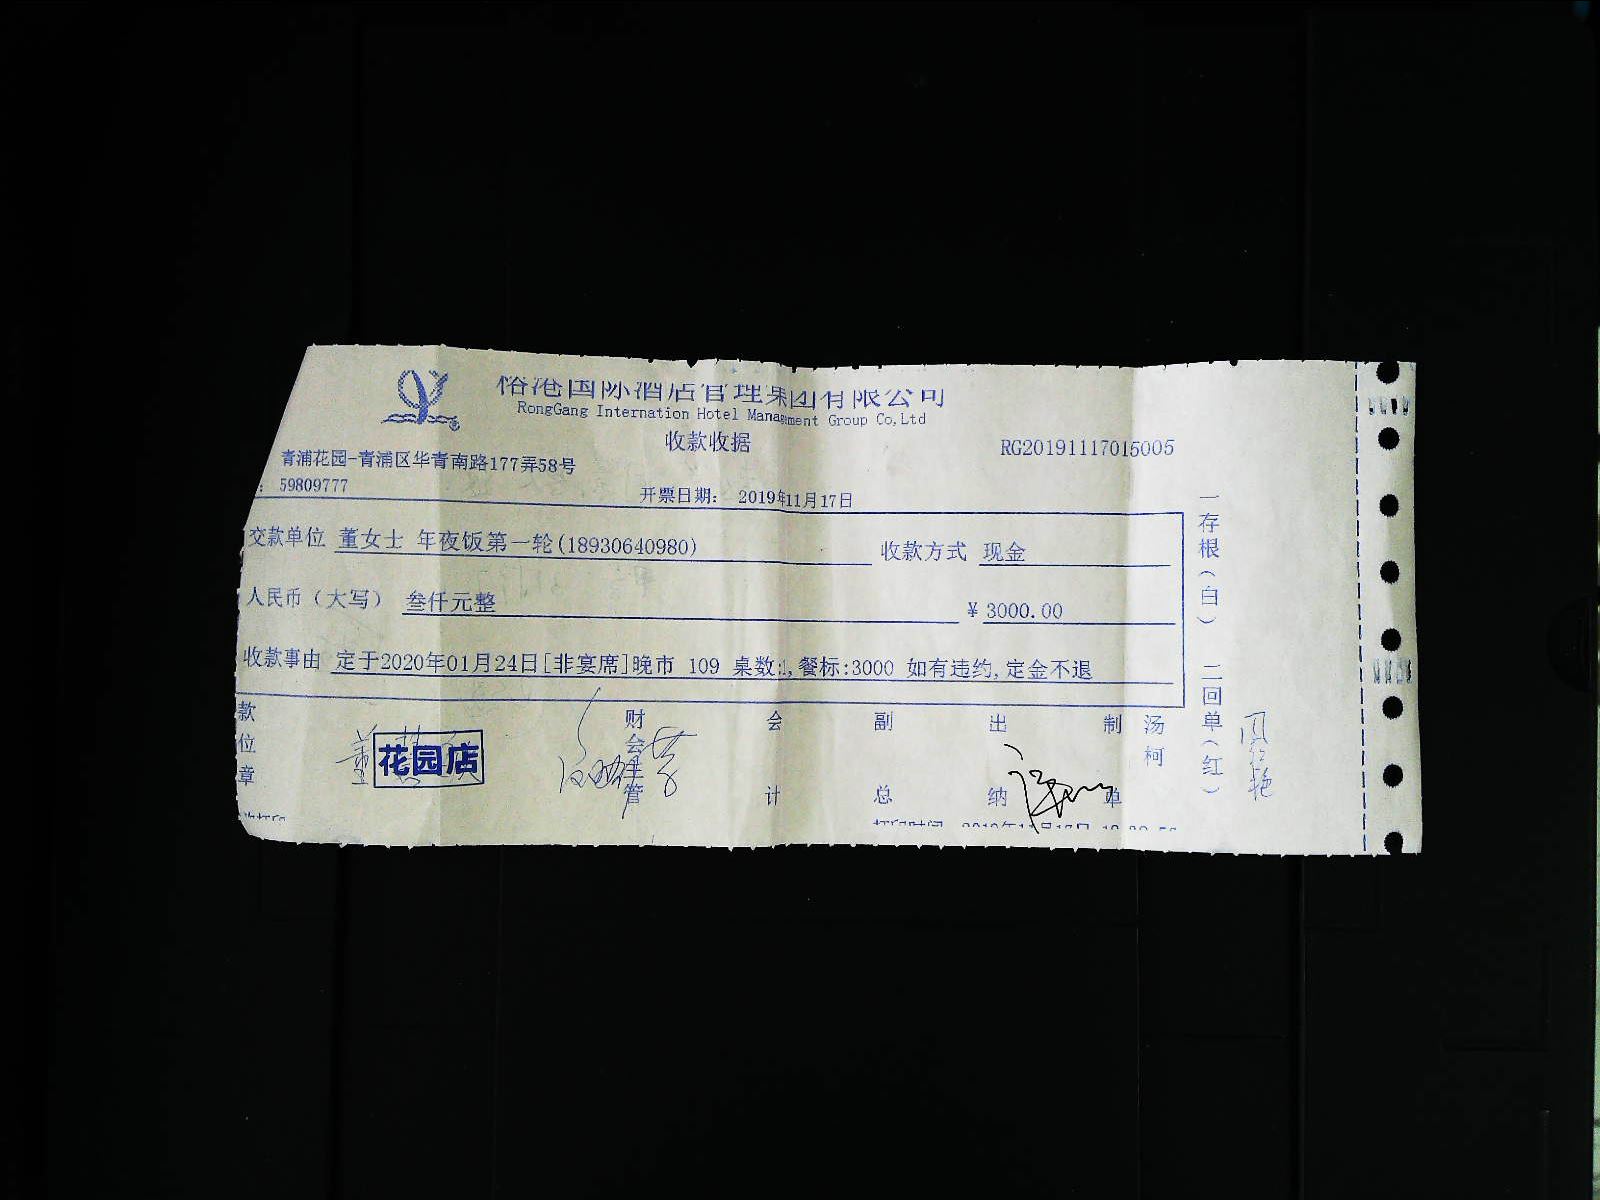 国际酒店管理集团有限公司
RongGang Internation Hotel Management Group Co,Ltd
收款收据
RG20191117015005
青浦花园-青浦区华青南路177弄58号
: 59809777
开票日期: 2019年11月17日
交款单位 董女士 年夜饭第一轮(18930640980)
收款方式 现金
人民币(大写) 叁仟元整
¥ 3000.00
收款事由 定于2020年01月24日[非宴席]晚市 109 桌数:1,餐标:3000 如有违约,定金不退
款位章
花园店
财会主管
会计
副总
出纳
制单
汤柯
一存根(白) 二回单(红)